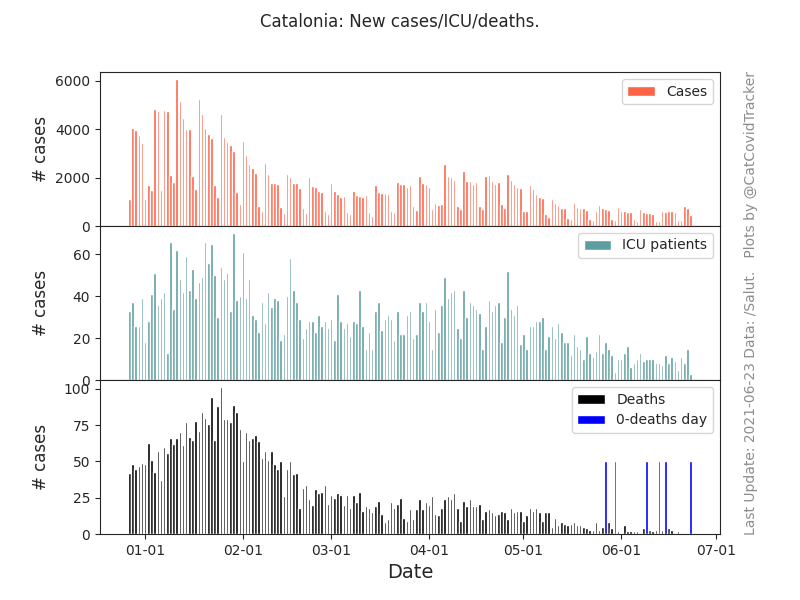 Catalonia: New cases/ICU/deaths.
6000
4000
2000
0
# cases
Cases
60
40
20
0
# cases
ICU patients
100
75
50
25
0
# cases
Deaths
0-deaths day
01-01 02-01 03-01 04-01 05-01 06-01 07-01
Date
Last Update: 2021-06-23 Data: /Salut. Plots by @CatCovidTracker